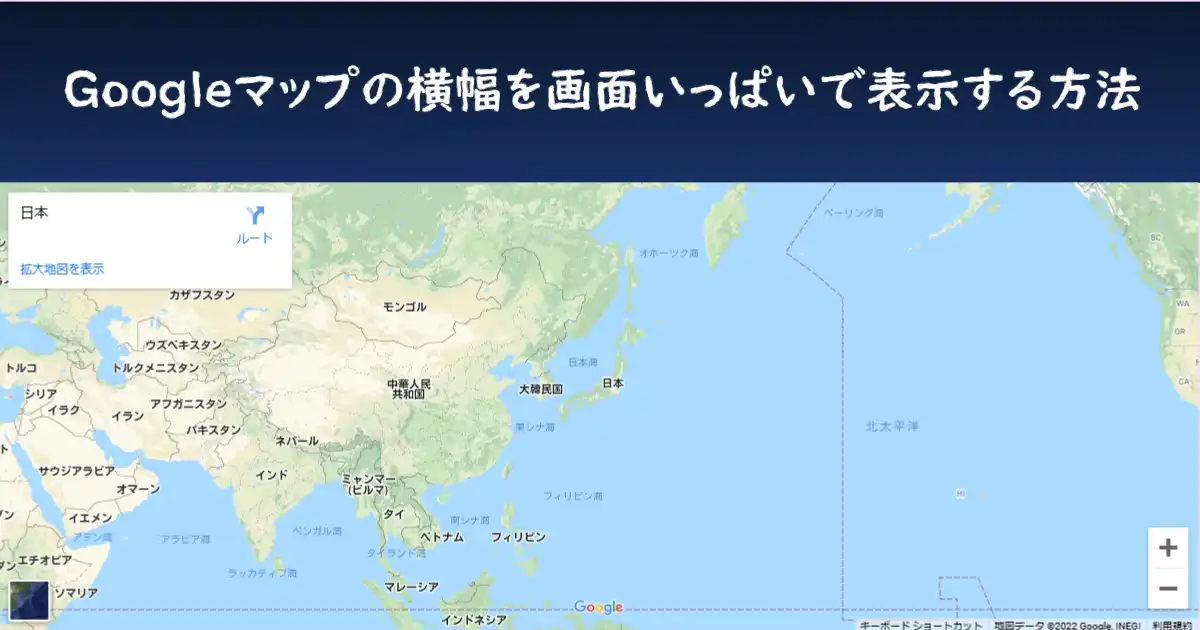 Googleマップの横幅を画面いっぱいで表示する方法
日本
ルート
拡大地図を表示
ベーリング海
オホーツク海
BC
カザフスタン
モンゴル
WA
OR
ウズベキスタン
トルコ
トルクメニスタン
日本海
中華人民
共和国
大韓民国
日本
CA
シリア
イラク
アフガニスタン
イラン
パキスタン
東シナ海
北太平洋
ネパール
サウジアラビア
インド
ミャンマー
(ビルマ)
オマーン
HI
フィリピン海
イエメン
タイ
南シナ海
ベンガル湾
アデン湾
アラビア海
ベトナム
フィリピン
タイランド湾
エチオピア
ラッカディブ海
マレーシア
ソマリア
Google
インドネシア
キーボード ショートカット
地図データ ©2022 Google, INEGI
利用規約